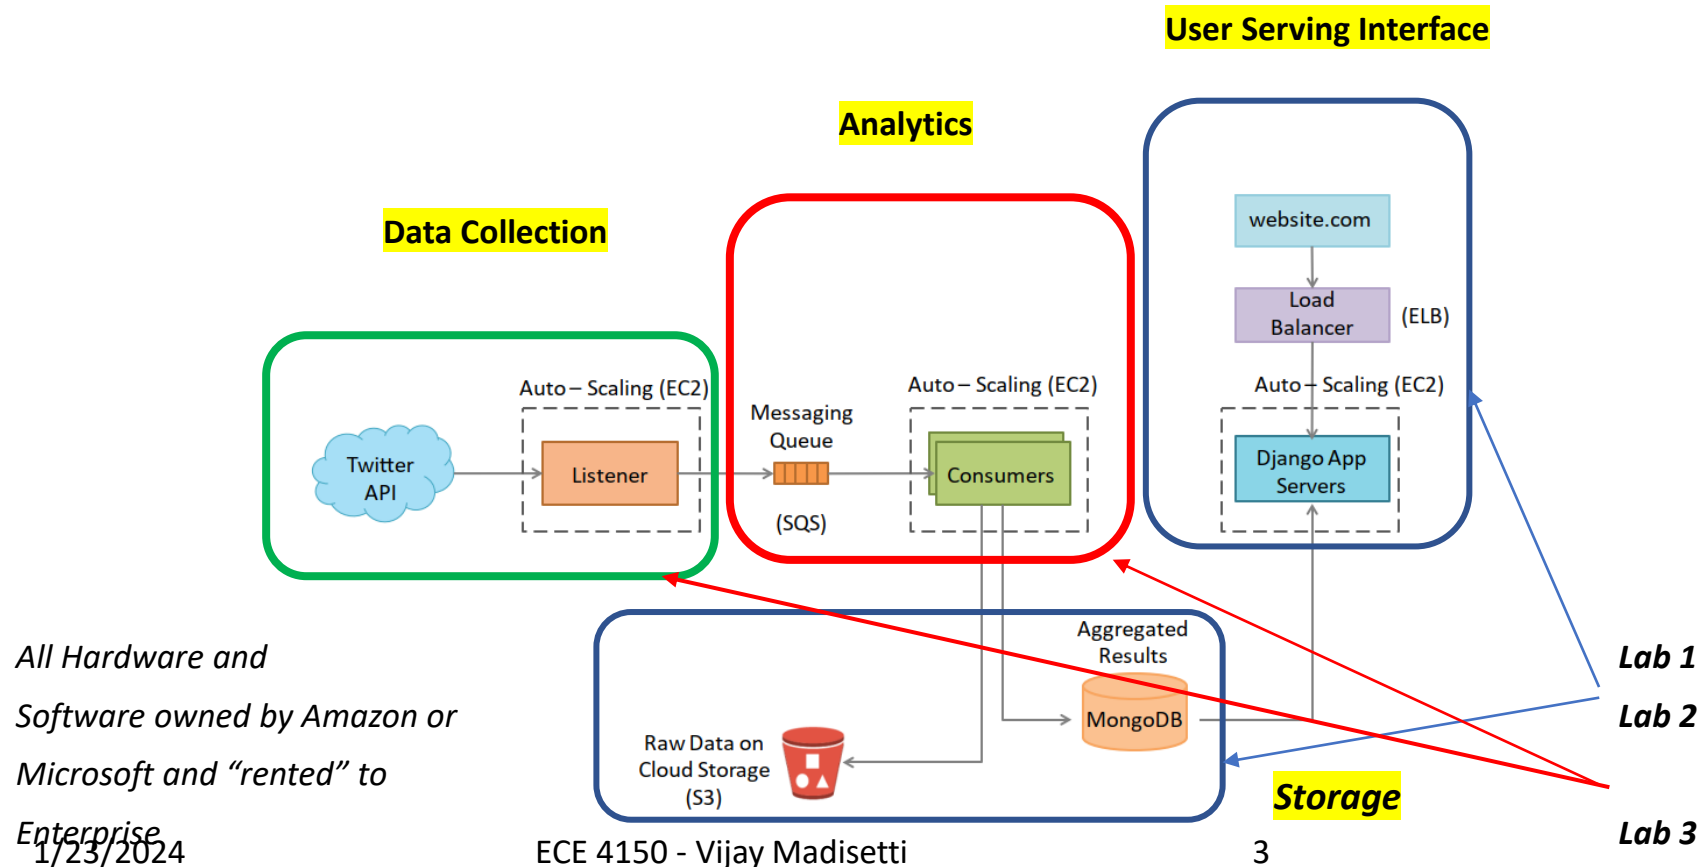 User Serving Interface
Analytics
Data Collection
website.com
Load
Balancer
(ELB)
Auto – Scaling (EC2)
Django App
Servers
Auto – Scaling (EC2)
Consumers
Messaging
Queue
(SQS)
Auto – Scaling (EC2)
Listener
Twitter
API
Aggregated
Results
MongoDB
Raw Data on
Cloud Storage
(S3)
Storage
Lab 1
Lab 2
Lab 3
All Hardware and
Software owned by Amazon or
Microsoft and “rented” to
Enterprise
1/23/2024
ECE 4150 - Vijay Madisetti
3